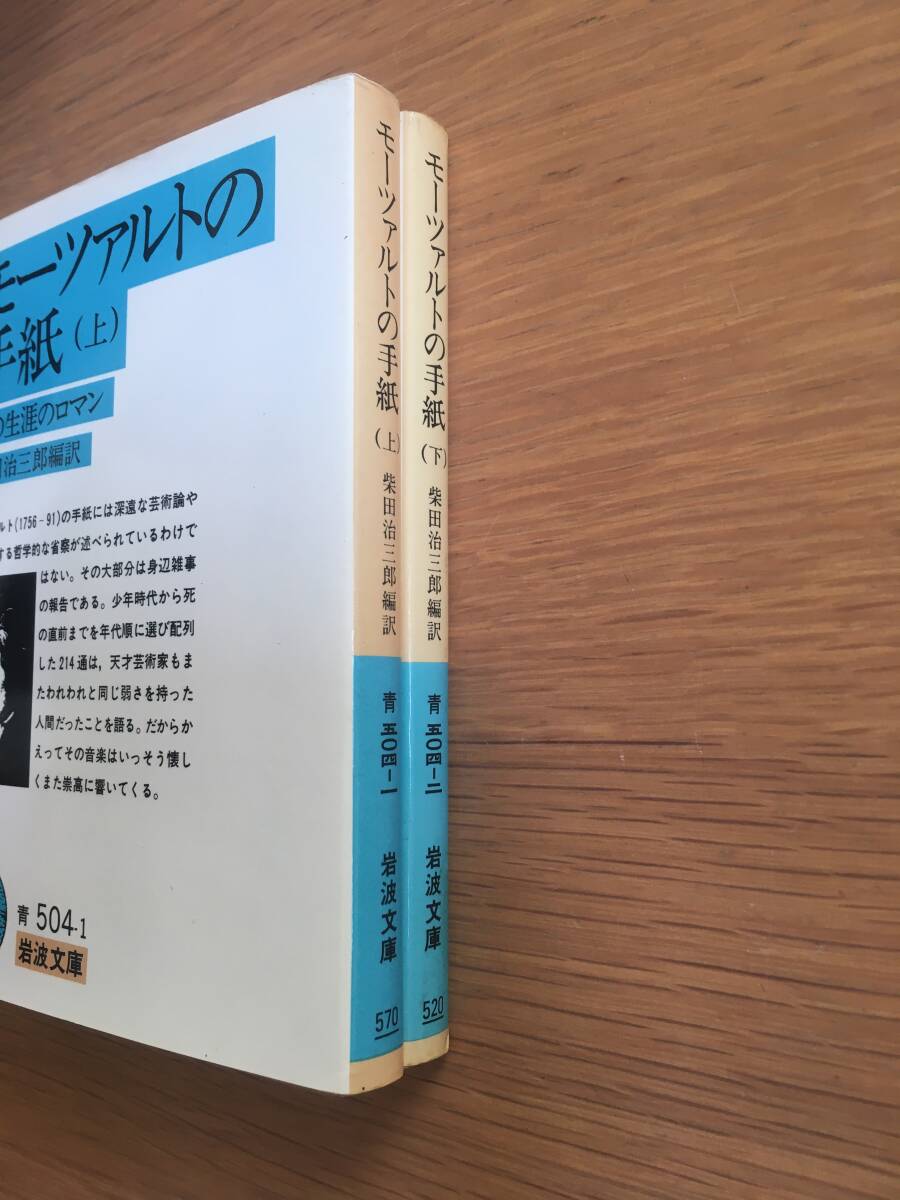 モーツァルトの
手紙(上)
の生涯のロマン
田治三郎編訳
ルト(1756-91)の手紙には深遠な芸術論や
する哲学的な省察が述べられているわけで
はない。その大部分は身辺雑事
の報告である。少年時代から死
の直前までを年代順に選び配列
した214通は，天才芸術家もま
たわれわれと同じ弱さを持った
人間だったことを語る。だからか
えってその音楽はいっそう懐し
くまた崇高に響いてくる。
青 504-1
岩波文庫
モーツァルトの手紙(上) 柴田治三郎編訳
青 五〇四-一
岩波文庫
570
モーツァルトの手紙(下) 柴田治三郎編訳
青 五〇四-二
岩波文庫
520